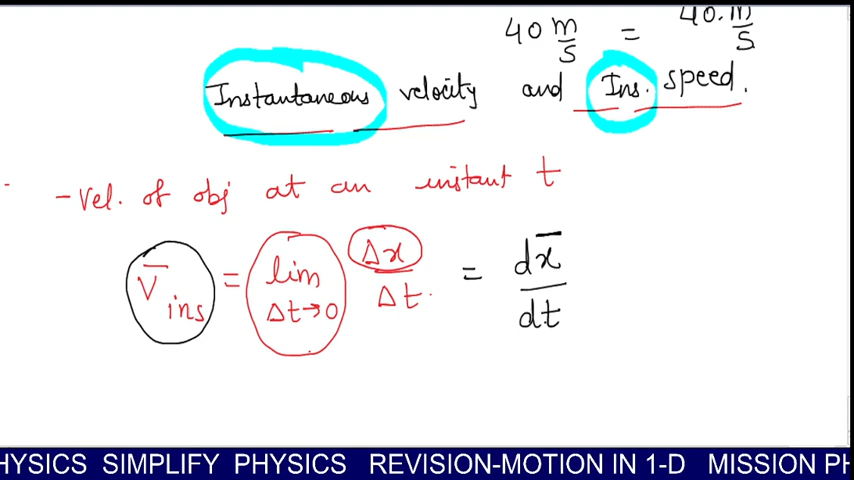 40 m/s = 40. m/s
Instantaneous velocity and Ins. speed.
- Vel. of obj at an instant t
V̄ ins = lim Δt→0 Δx/Δt. = dx̄/dt
HYSICS SIMPLIFY PHYSICS REVISION-MOTION IN 1-D MISSION PH